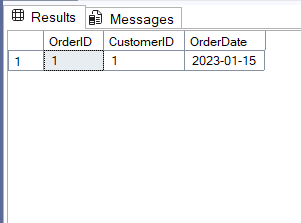 Results Messages
OrderID CustomerID OrderDate
1 1 1 2023-01-15